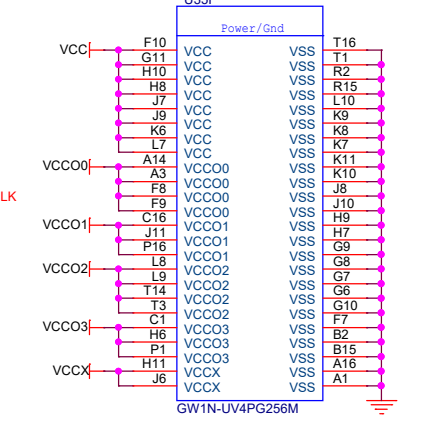 Power/Gnd
VCC F10 VCC VSS T16
G11 VCC VSS T1
H10 VCC VSS R2
H8 VCC VSS R15
J7 VCC VSS L10
J9 VCC VSS K9
K6 VCC VSS K8
L7 VCC VSS K7
VCCO0 A14 VCCO0 VSS K11
A3 VCCO0 VSS K10
LK F8 VCCO0 VSS J8
F9 VCCO0 VSS J10
VCCO1 C16 VCCO1 VSS H9
J11 VCCO1 VSS H7
P16 VCCO1 VSS G9
VCCO2 L8 VCCO2 VSS G8
L9 VCCO2 VSS G7
T14 VCCO2 VSS G6
T3 VCCO2 VSS G10
VCCO3 C1 VCCO3 VSS F7
H6 VCCO3 VSS B2
P1 VCCO3 VSS B15
VCCX H11 VCCX VSS A16
J6 VCCX VSS A1
GW1N-UV4PG256M